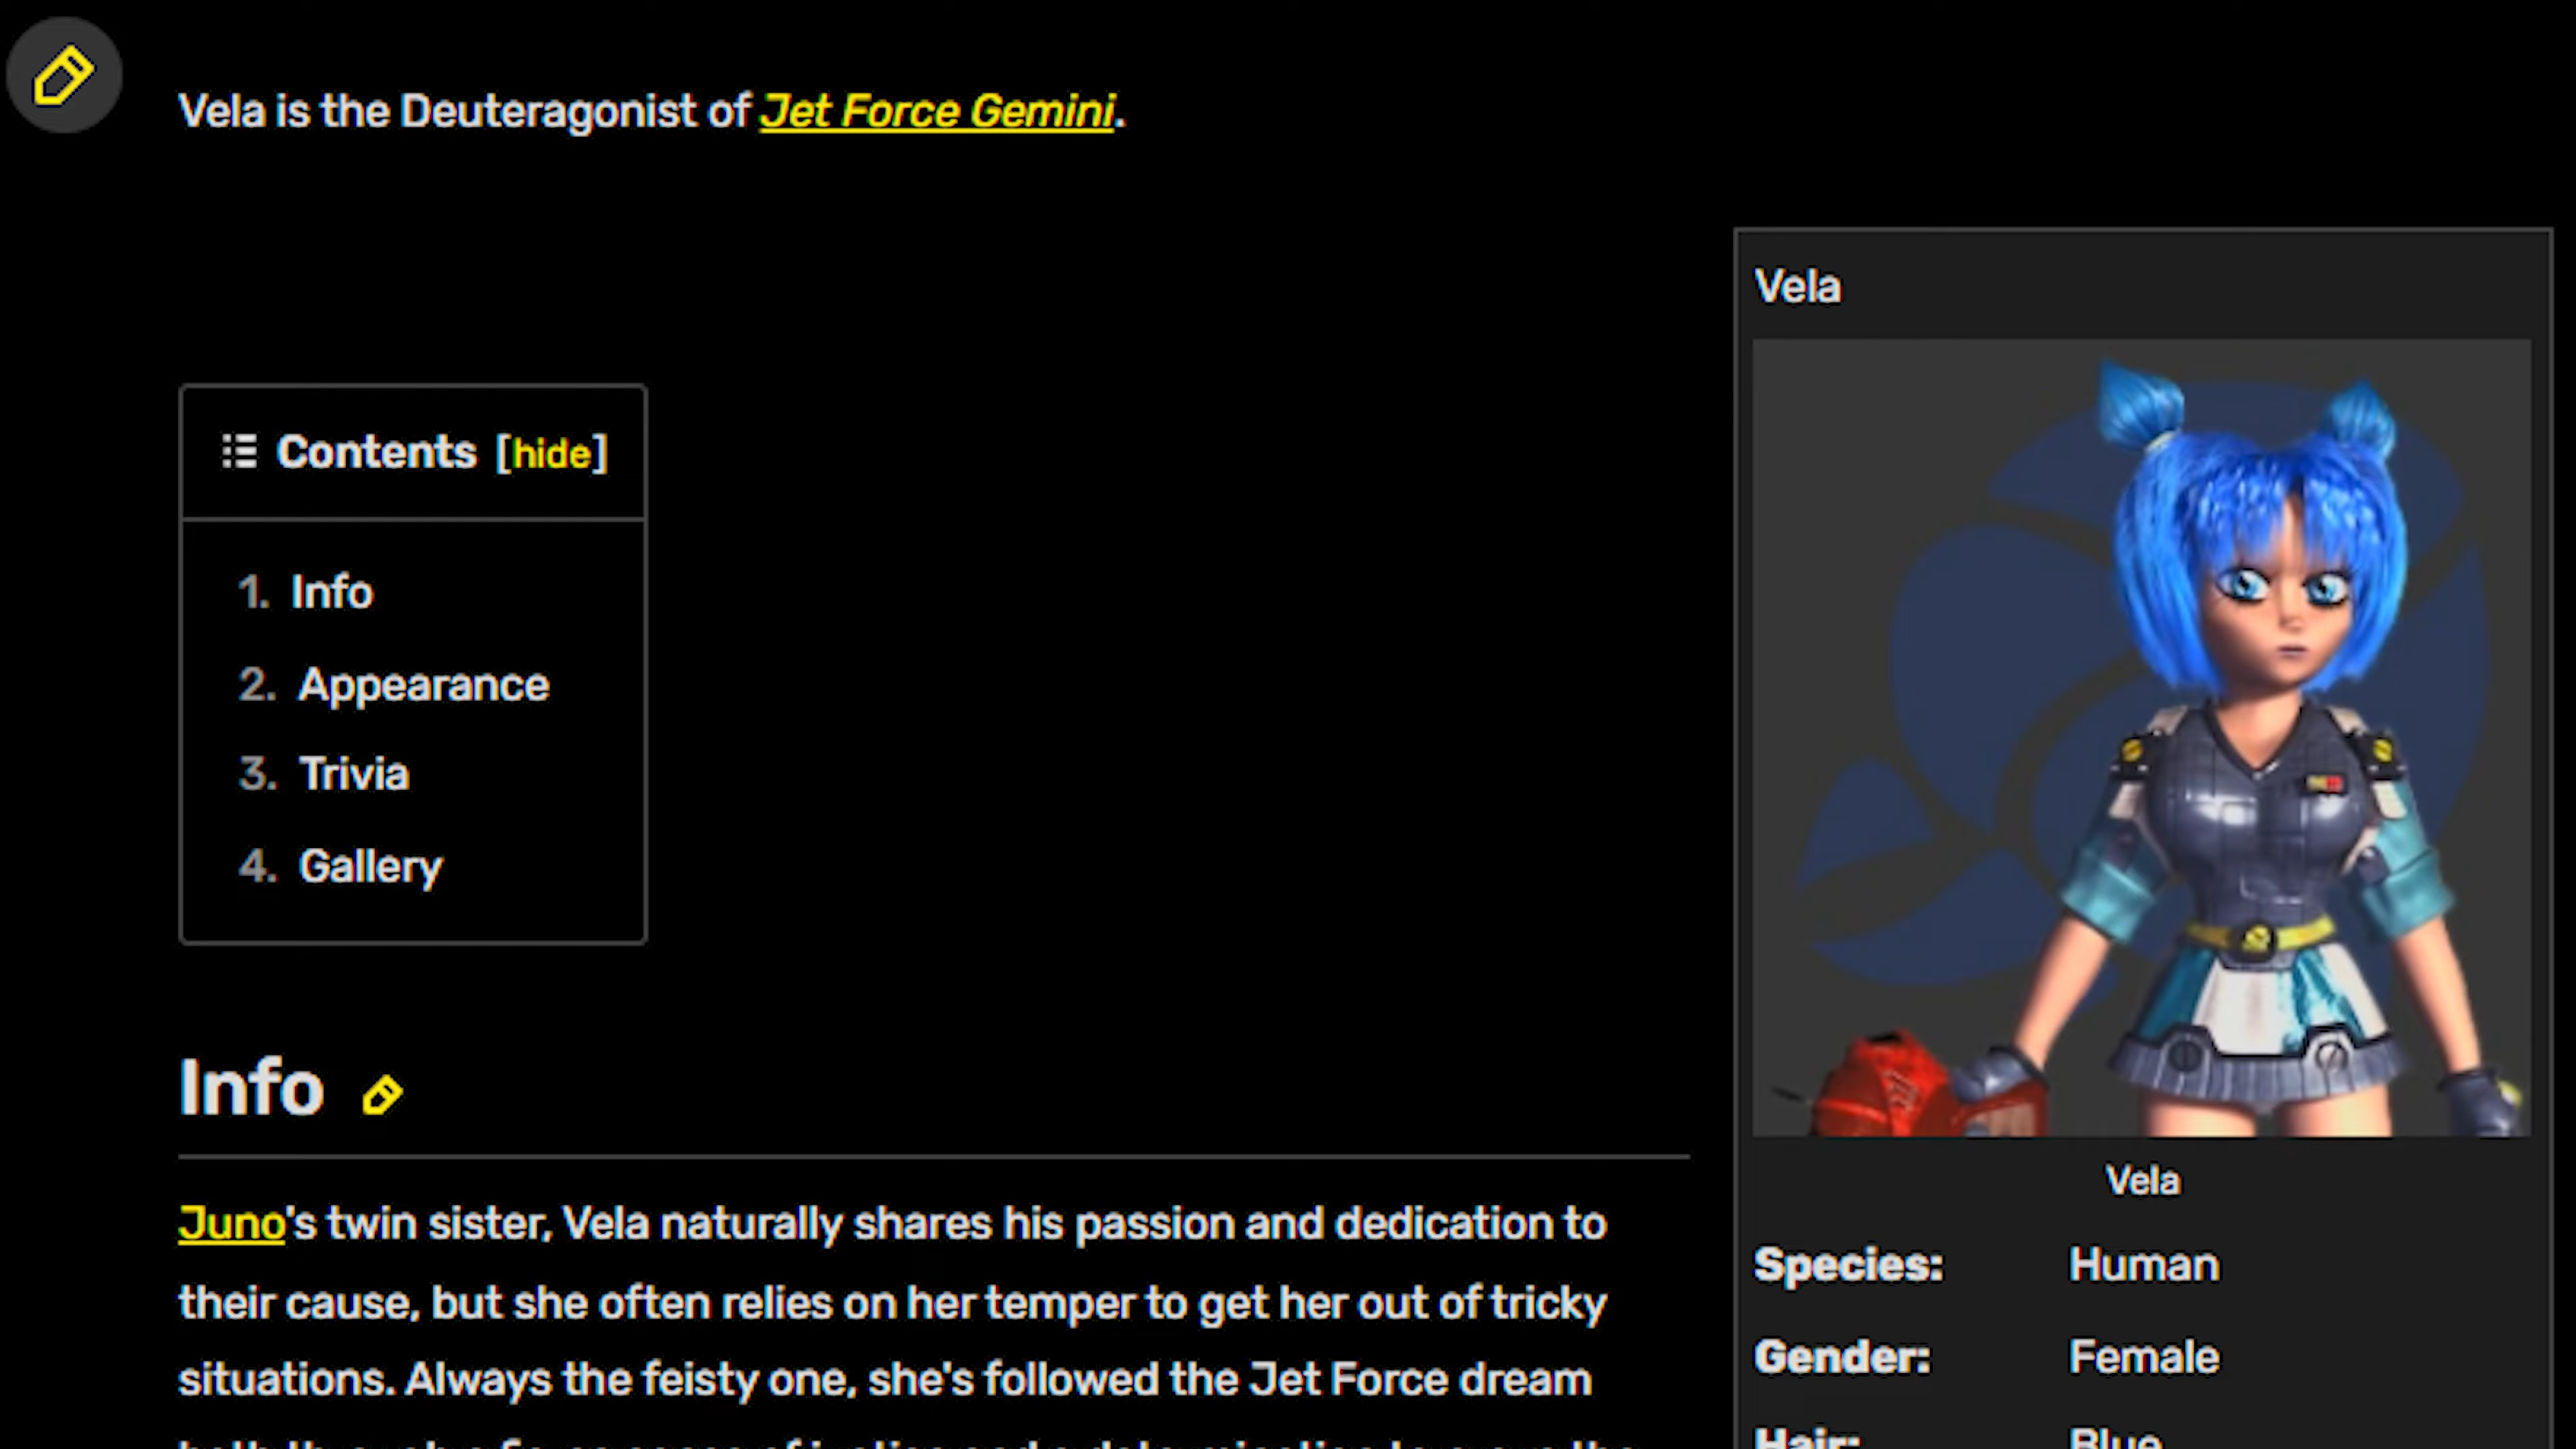 Vela is the Deuteragonist of Jet Force Gemini.
Contents [hide]
1. Info
2. Appearance
3. Trivia
4. Gallery
Info
Juno's twin sister, Vela naturally shares his passion and dedication to
their cause, but she often relies on her temper to get her out of tricky
situations. Always the feisty one, she's followed the Jet Force dream
Vela
Vela
Species: Human
Gender: Female
Hair: Blue